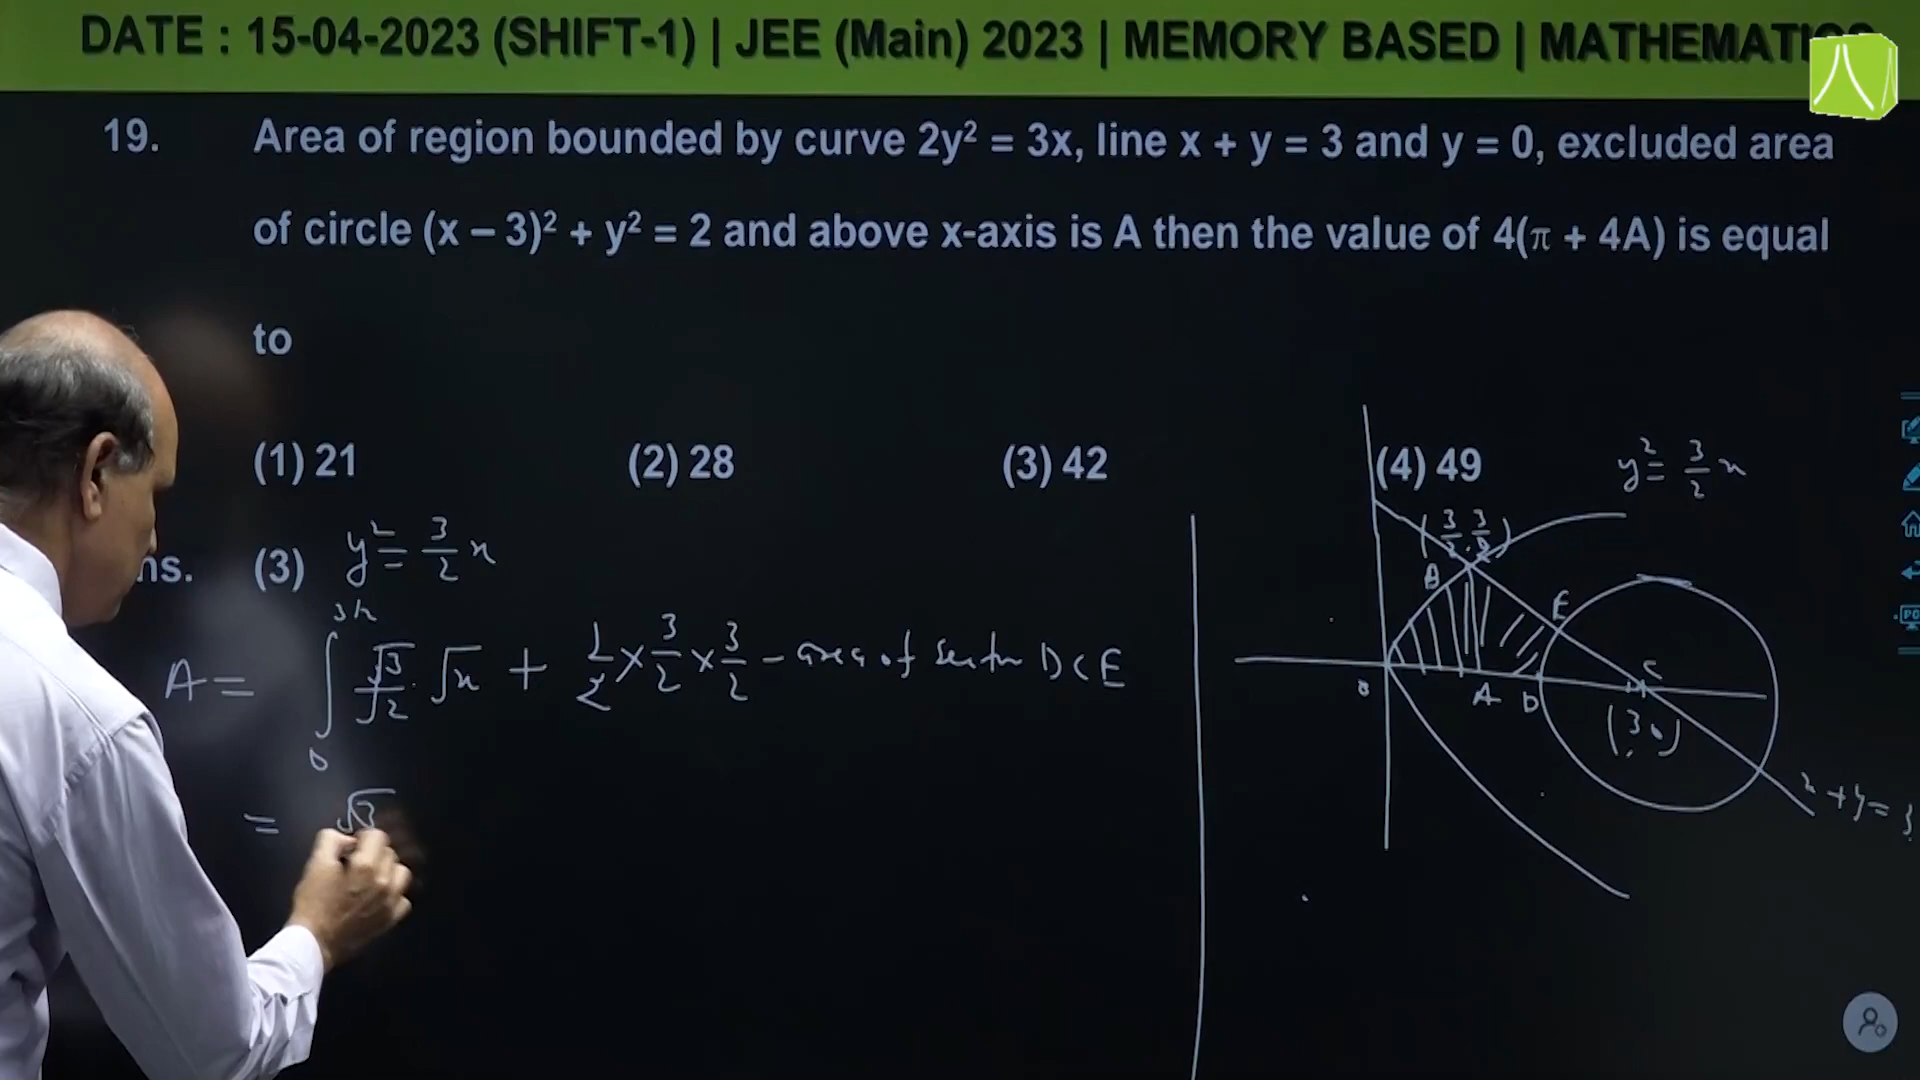 DATE : 15-04-2023 (SHIFT-1) | JEE (Main) 2023 | MEMORY BASED | MATHEMATICS
19. Area of region bounded by curve 2y² = 3x, line x + y = 3 and y = 0, excluded area
of circle (x – 3)² + y² = 2 and above x-axis is A then the value of 4(π + 4A) is equal
to
(1) 21 (2) 28 (3) 42 (4) 49
y² = 3/2 x
(3/2, 3/2)
ns. (3) y² = 3/2 x
B
E
A = ∫₀^{3/2} √3/√2 · √x + 1/2 × 3/2 × 3/2 – area of sector DCE
O A D C
(3, 0)
x + y = 3
= √3